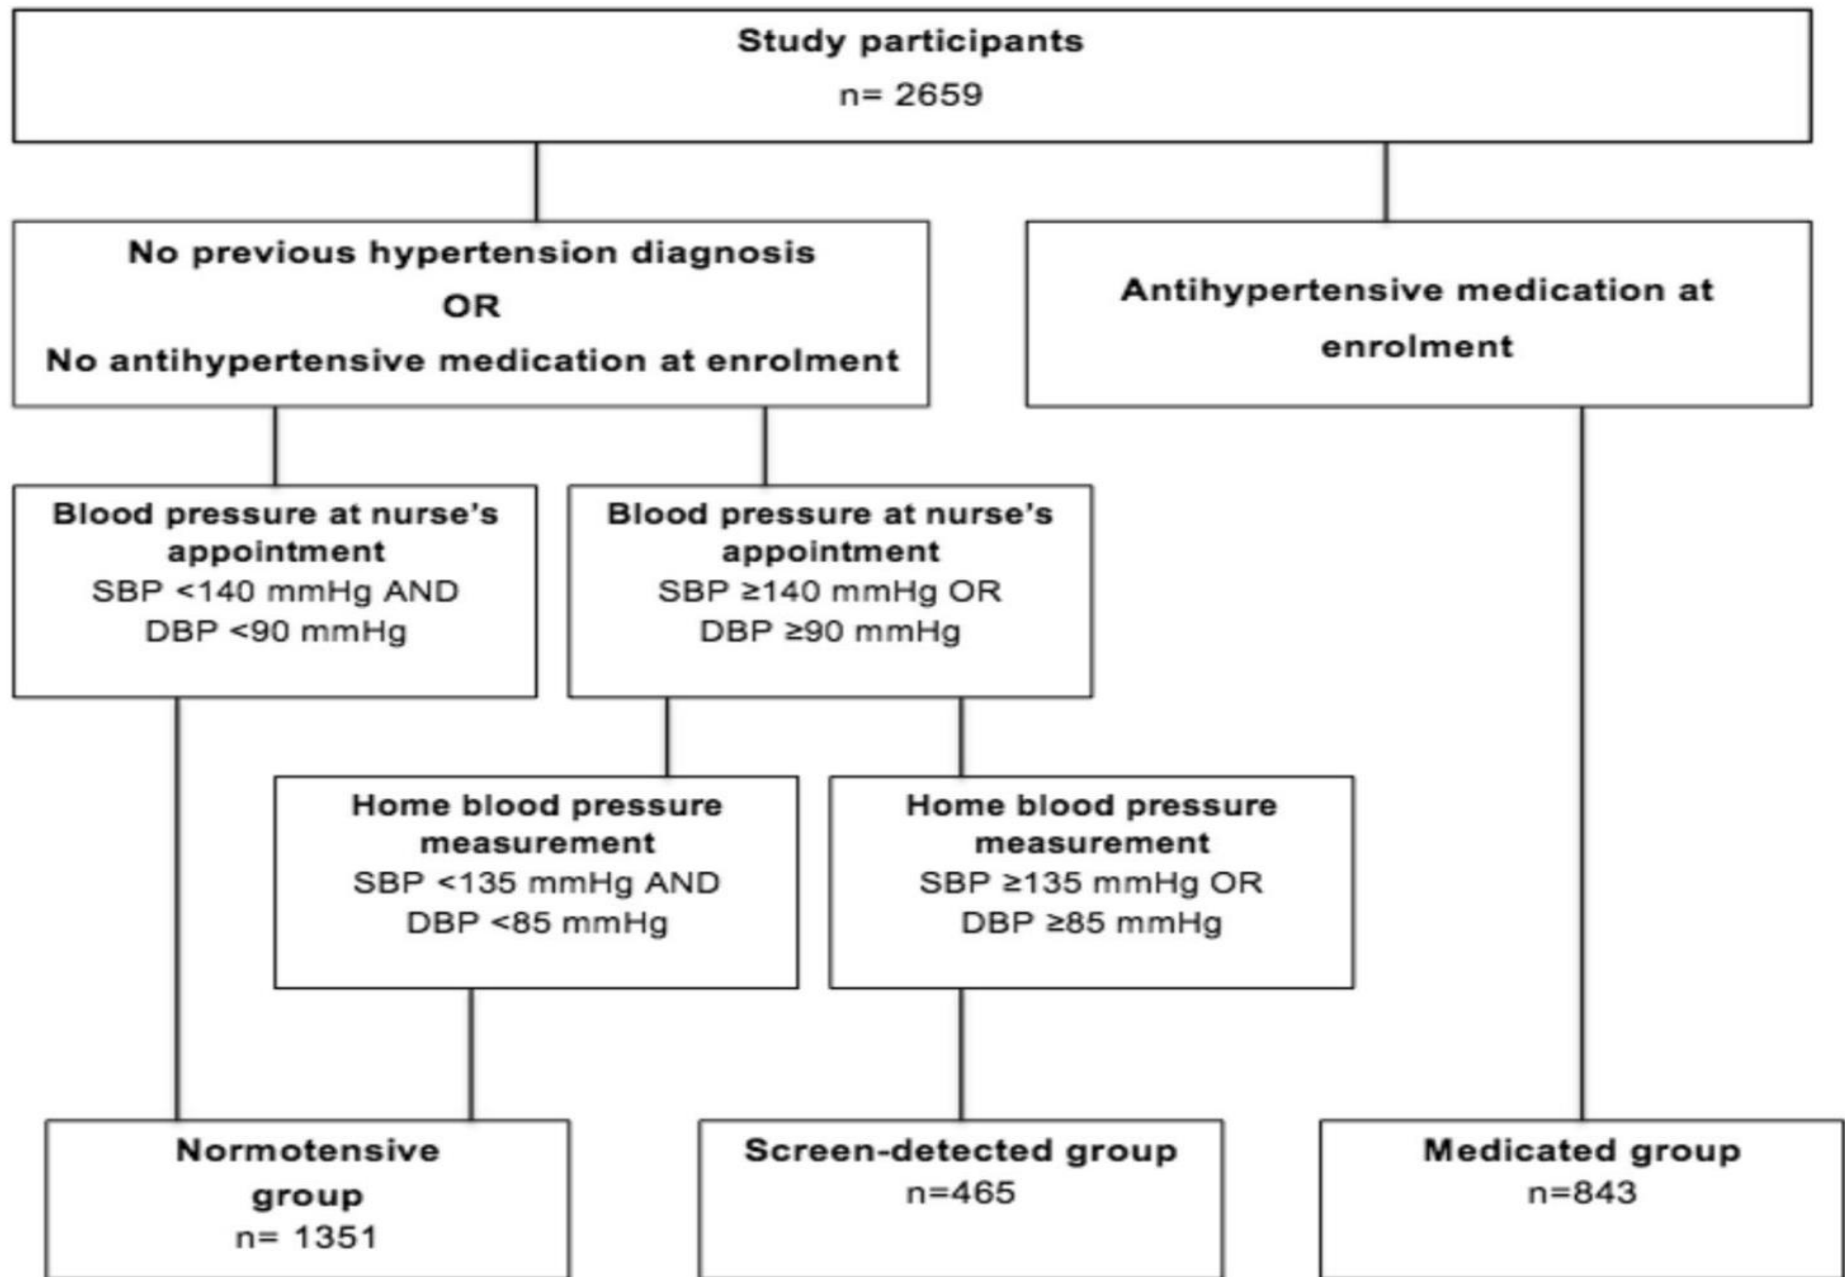 Study participants
n= 2659
No previous hypertension diagnosis
OR
No antihypertensive medication at enrolment
Antihypertensive medication at
enrolment
Blood pressure at nurse's
appointment
SBP <140 mmHg AND
DBP <90 mmHg
Blood pressure at nurse's
appointment
SBP ≥140 mmHg OR
DBP ≥90 mmHg
Home blood pressure
measurement
SBP <135 mmHg AND
DBP <85 mmHg
Home blood pressure
measurement
SBP ≥135 mmHg OR
DBP ≥85 mmHg
Normotensive
group
n= 1351
Screen-detected group
n=465
Medicated group
n=843